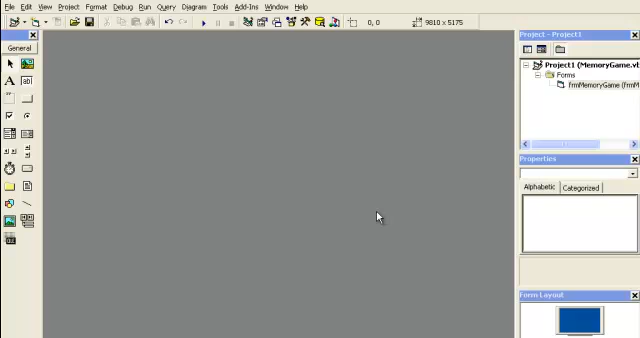 File Edit View Project Format Debug Run Query Diagram Tools Add-Ins Window Help
0, 0 9810 x 5175
General
A ab
Project - Project1
Project1 (MemoryGame.vb
Forms
frmMemoryGame (frmM
Properties
Alphabetic Categorized
Form Layout